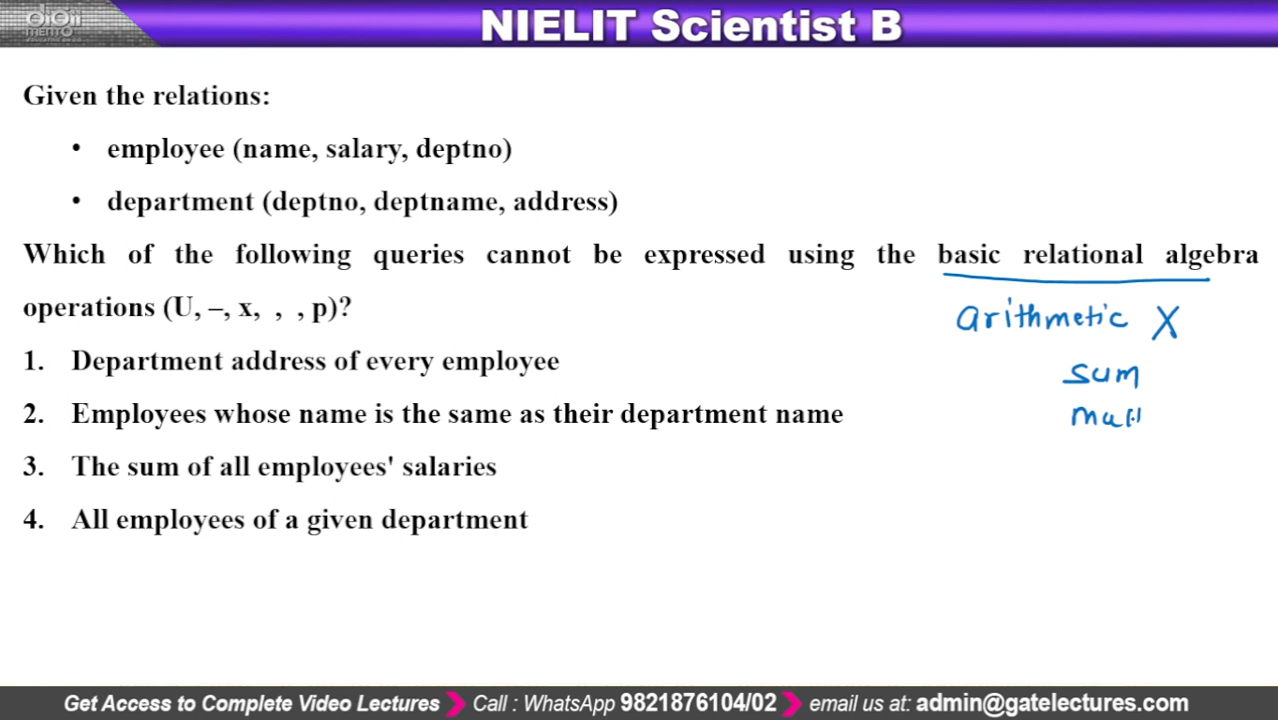 digii
MENTO
NIELIT Scientist B
Given the relations:
• employee (name, salary, deptno)
• department (deptno, deptname, address)
Which of the following queries cannot be expressed using the basic relational algebra
operations (U, –, x, , , p)?
arithmetic X
1. Department address of every employee
sum
2. Employees whose name is the same as their department name
3. The sum of all employees' salaries
4. All employees of a given department
Get Access to Complete Video Lectures Call : WhatsApp 9821876104/02 email us at: admin@gatelectures.com